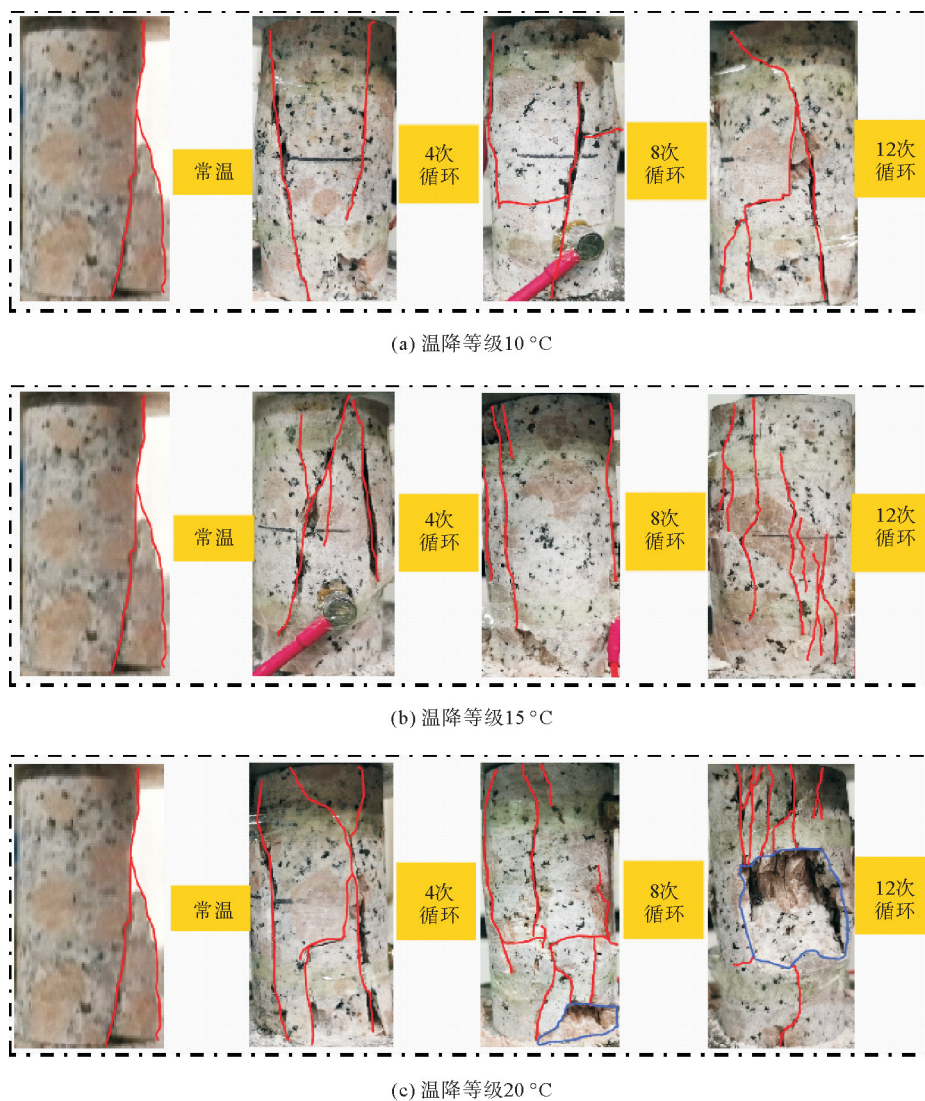 常温
4次
循环
8次
循环
12次
循环
(a) 温降等级10 °C
常温
4次
循环
8次
循环
12次
循环
(b) 温降等级15 °C
常温
4次
循环
8次
循环
12次
循环
(c) 温降等级20 °C